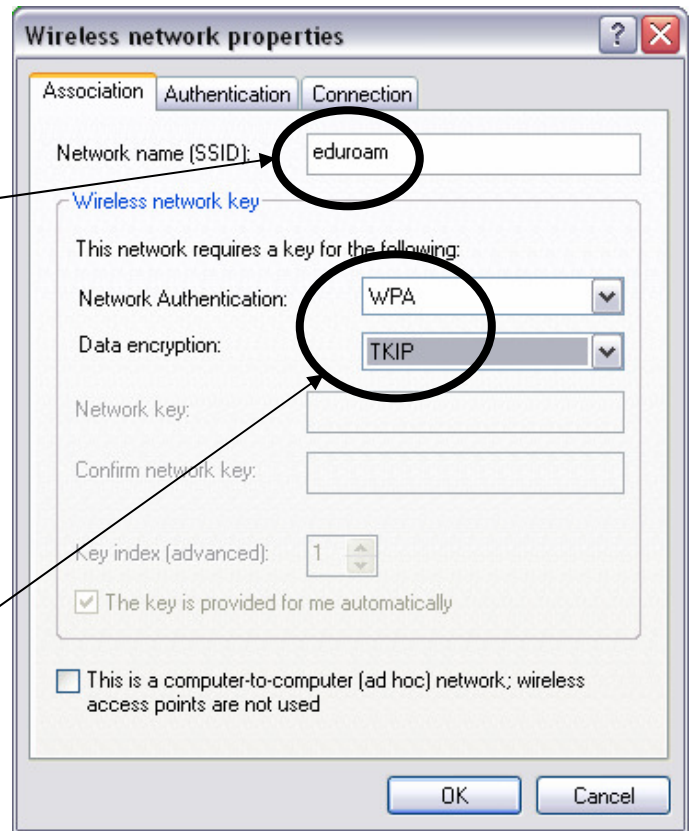 Wireless network properties
Association Authentication Connection
Network name (SSID): eduroam
Wireless network key
This network requires a key for the following:
Network Authentication: WPA
Data encryption: TKIP
Network key:
Confirm network key:
Key index (advanced): 1
The key is provided for me automatically
This is a computer-to-computer (ad hoc) network; wireless
access points are not used
OK Cancel